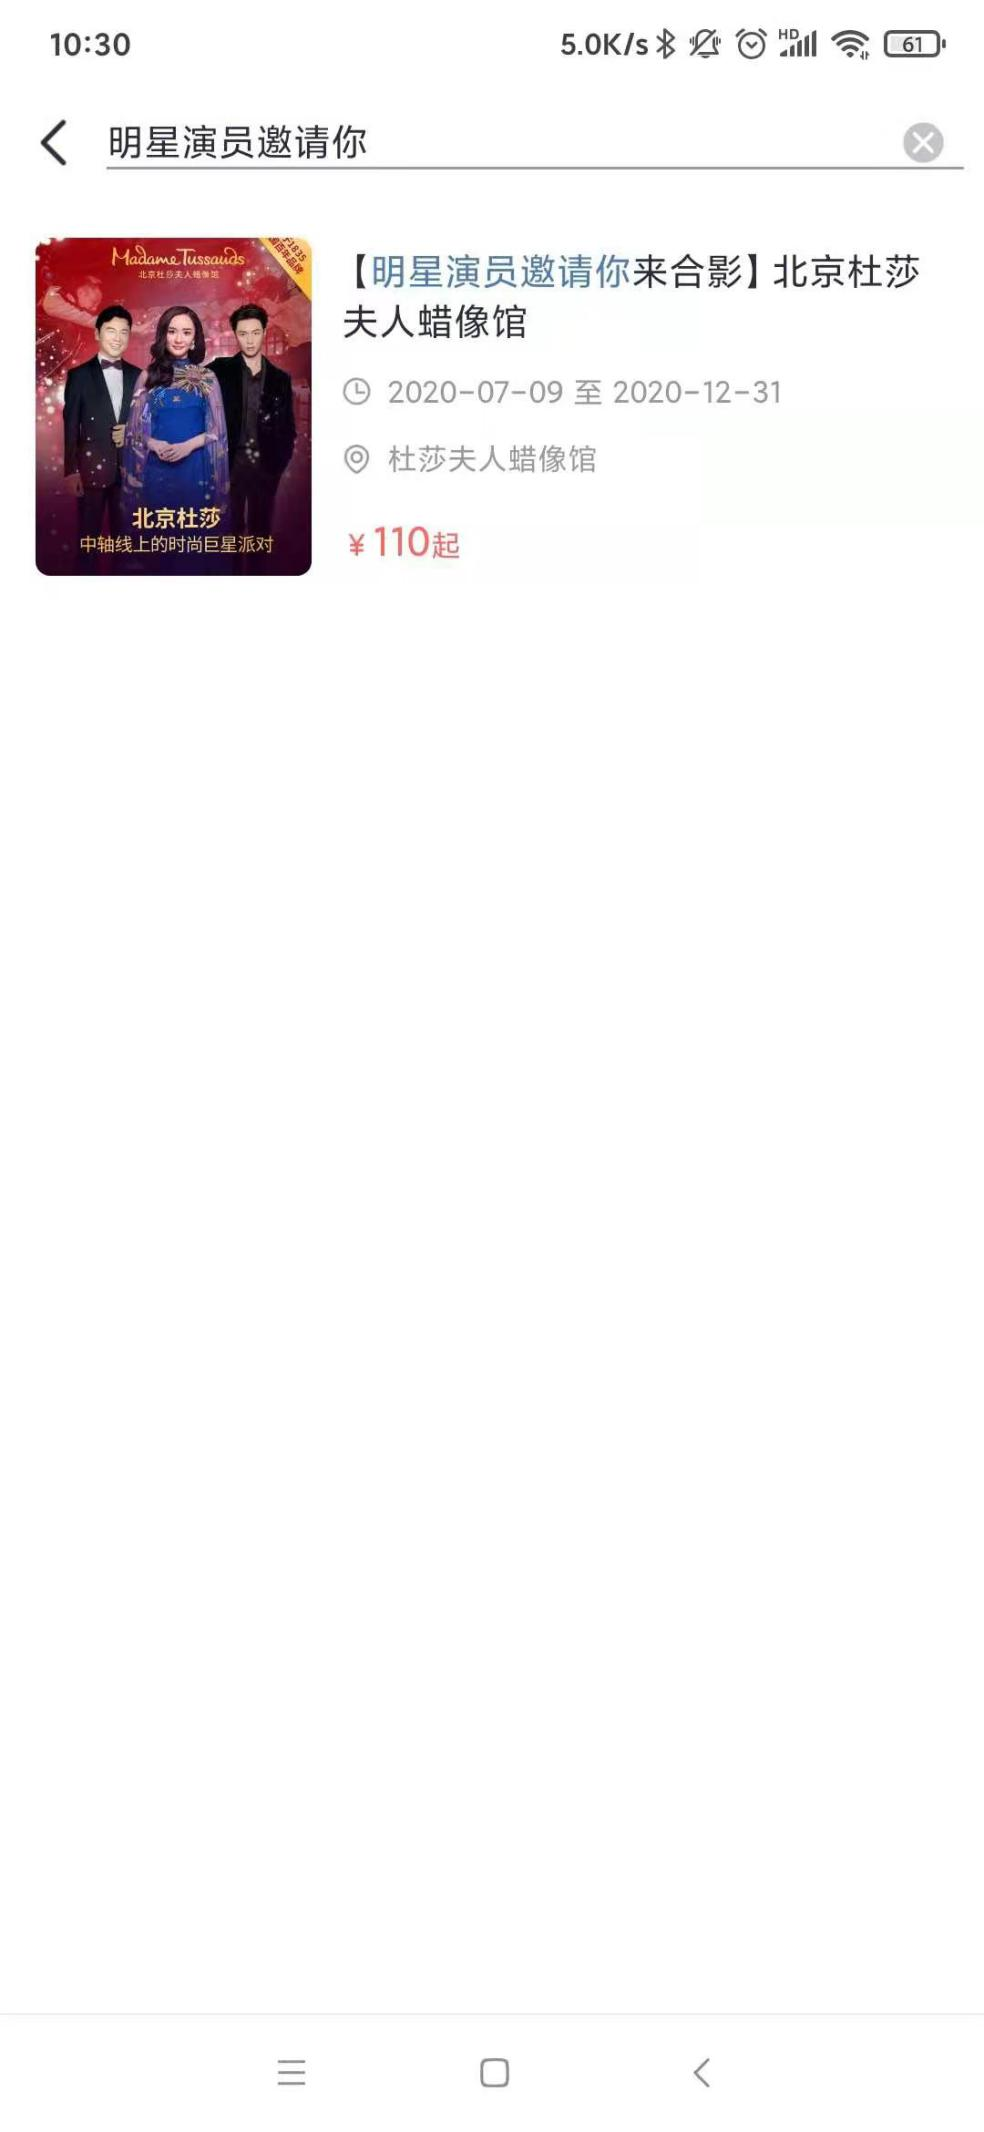 10:30
5.0K/s
HD
61
明星演员邀请你
Madame Tussauds
北京杜莎夫人蜡像馆
北京杜莎
中轴线上的时尚巨星派对
【明星演员邀请你来合影】北京杜莎
夫人蜡像馆
2020-07-09 至 2020-12-31
杜莎夫人蜡像馆
¥ 110起